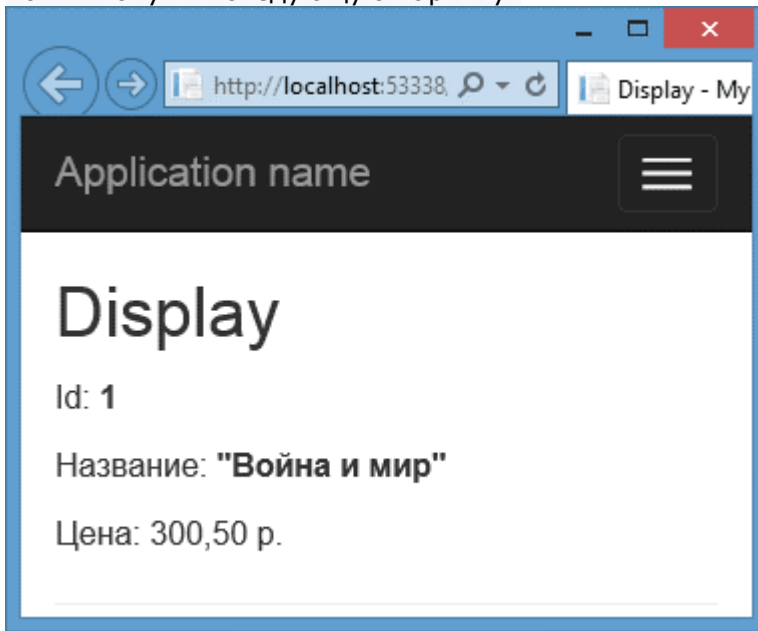 http://localhost:53338,
Display - My
Application name
Display
Id: 1
Название: "Война и мир"
Цена: 300,50 р.